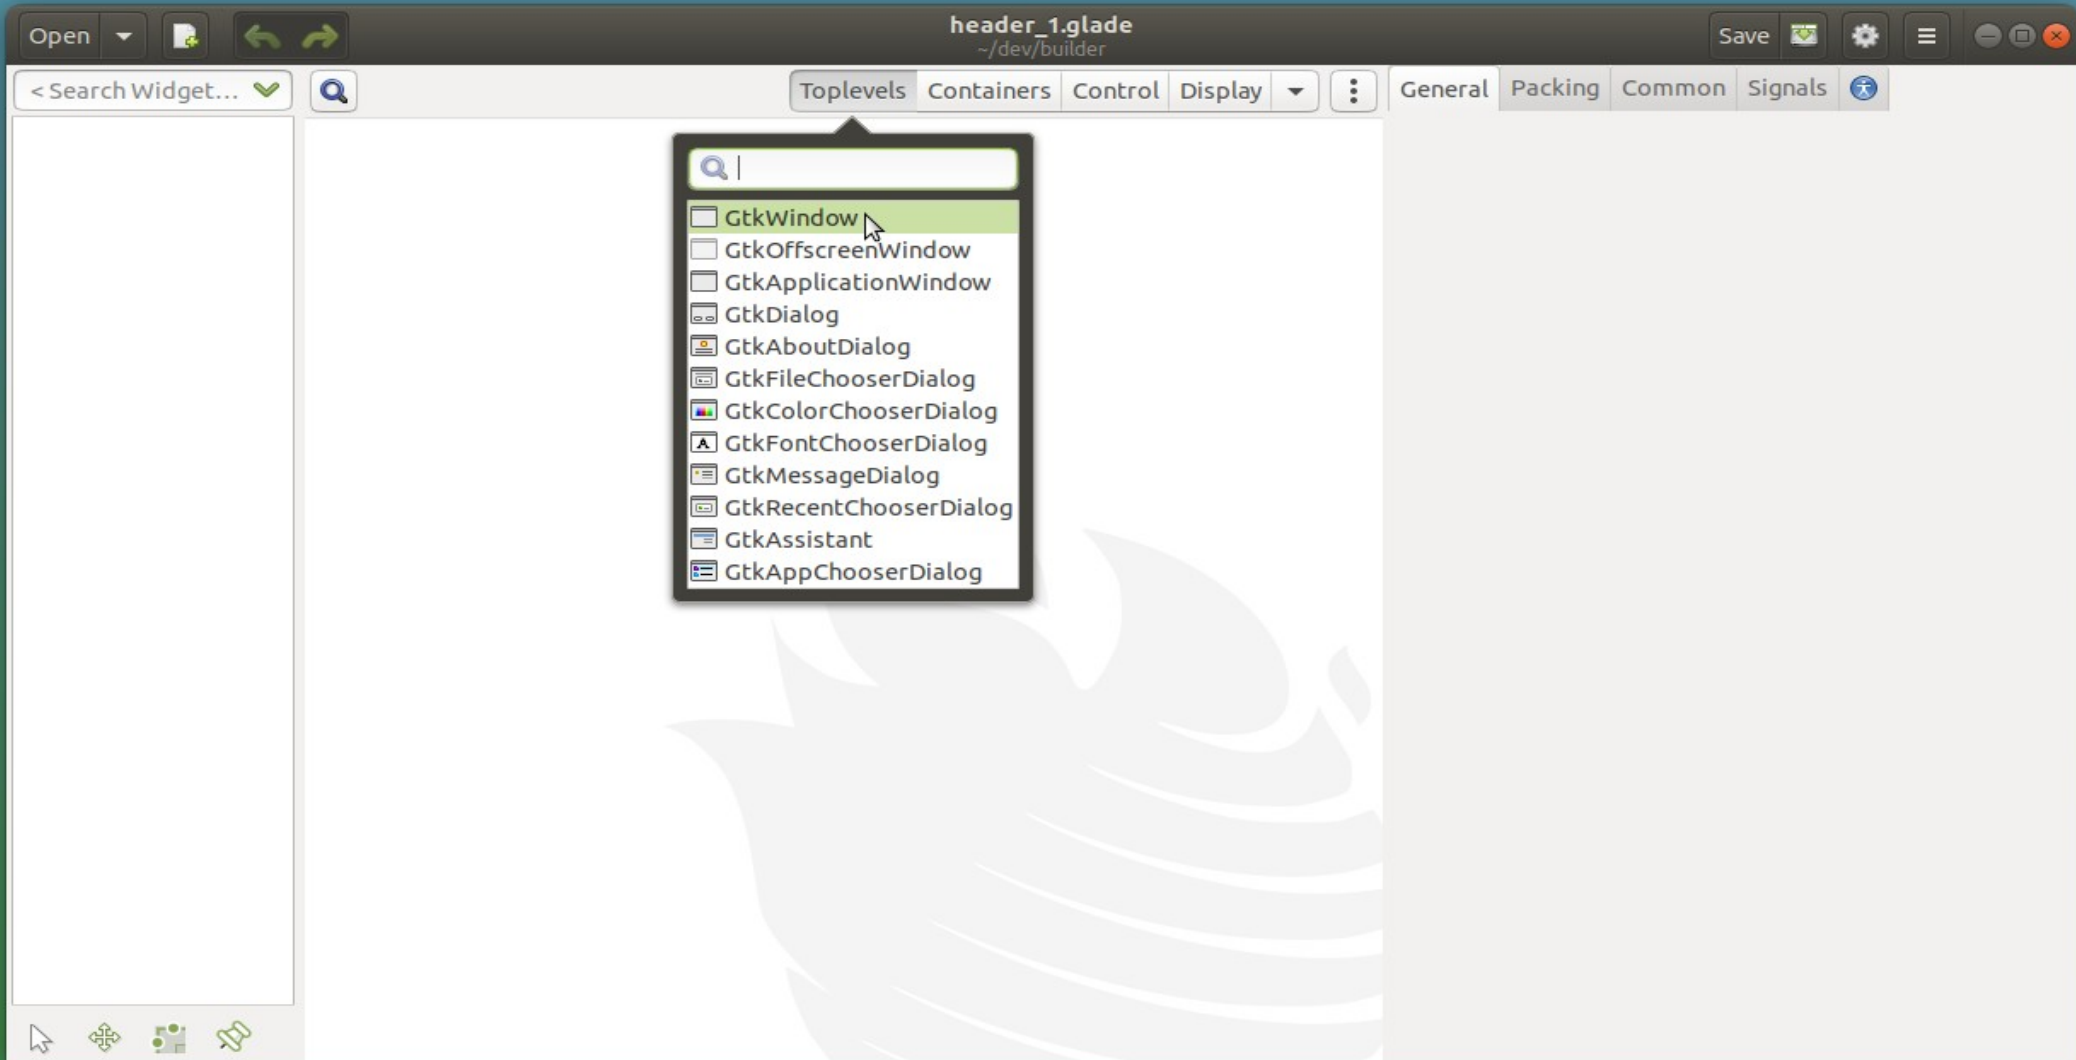 Open
header_1.glade
~/dev/builder
Save
< Search Widget...
Toplevels Containers Control Display
General Packing Common Signals
GtkWindow
GtkOffscreenWindow
GtkApplicationWindow
GtkDialog
GtkAboutDialog
GtkFileChooserDialog
GtkColorChooserDialog
GtkFontChooserDialog
GtkMessageDialog
GtkRecentChooserDialog
GtkAssistant
GtkAppChooserDialog